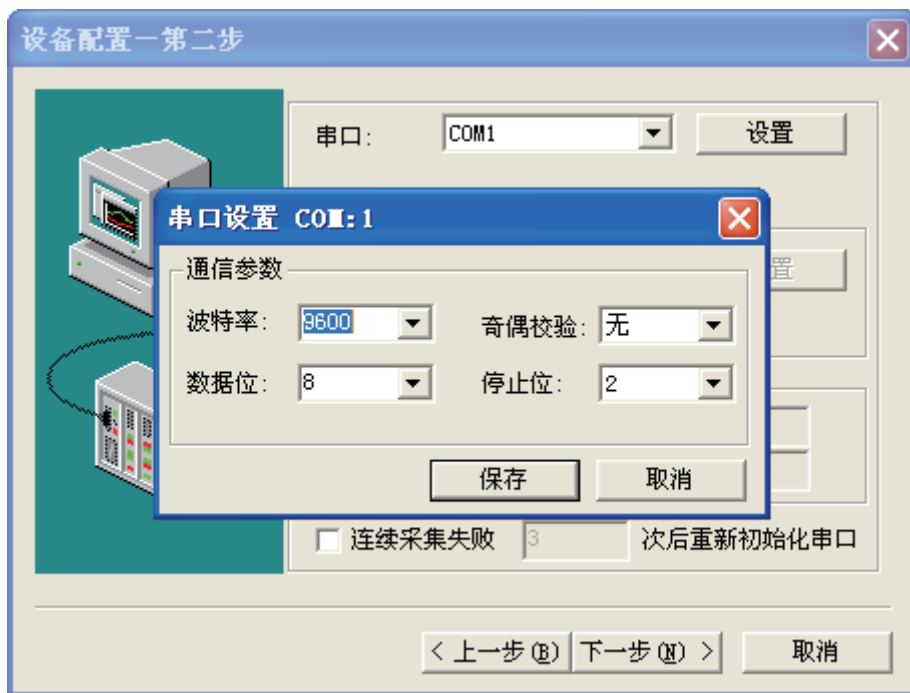 设备配置－第二步
串口: COM1 设置
串口设置 COM:1
置
通信参数
波特率: 9600 奇偶校验: 无
数据位: 8 停止位: 2
保存 取消
连续采集失败 3 次后重新初始化串口
< 上一步(B) 下一步(N) > 取消